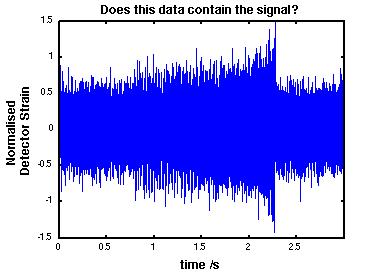 Does this data contain the signal?
1.5
1
0.5
0
-0.5
-1
-1.5
Normalised
Detector Strain
0 0.5 1 1.5 2 2.5
time /s